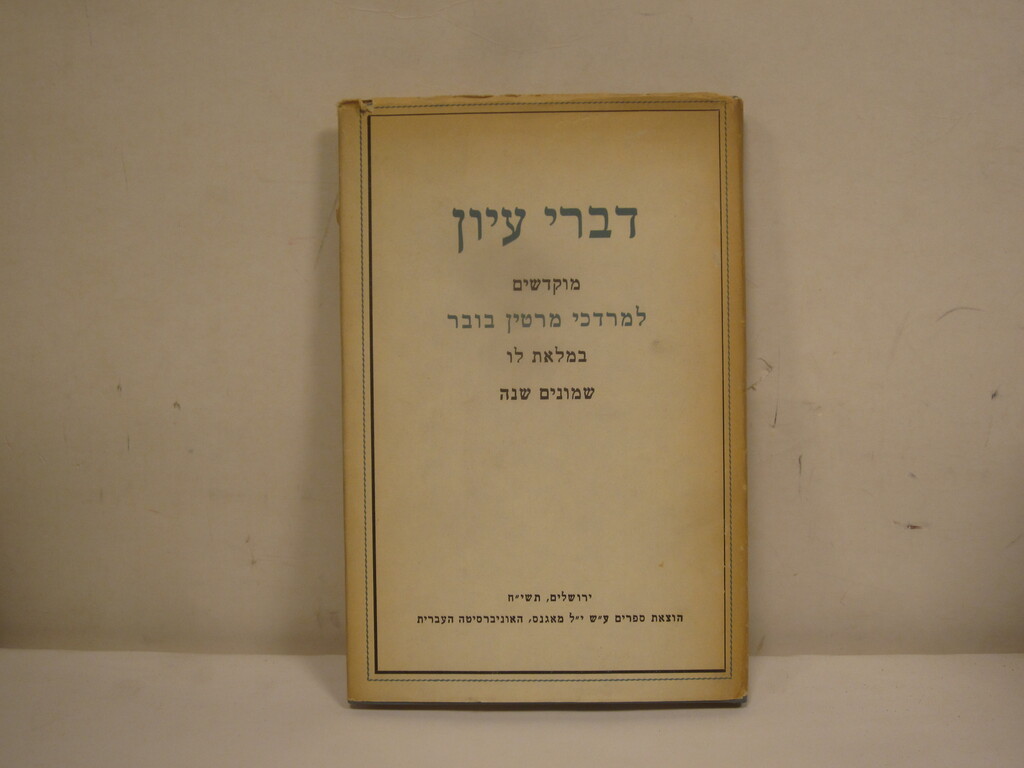 דברי עיון
מוקדשים
למרדכי מרטין בובר
במלאת לו
שמונים שנה
ירושלים, תשי״ח
הוצאת ספרים ע״ש י״ל מאגנס, האוניברסיטה העברית